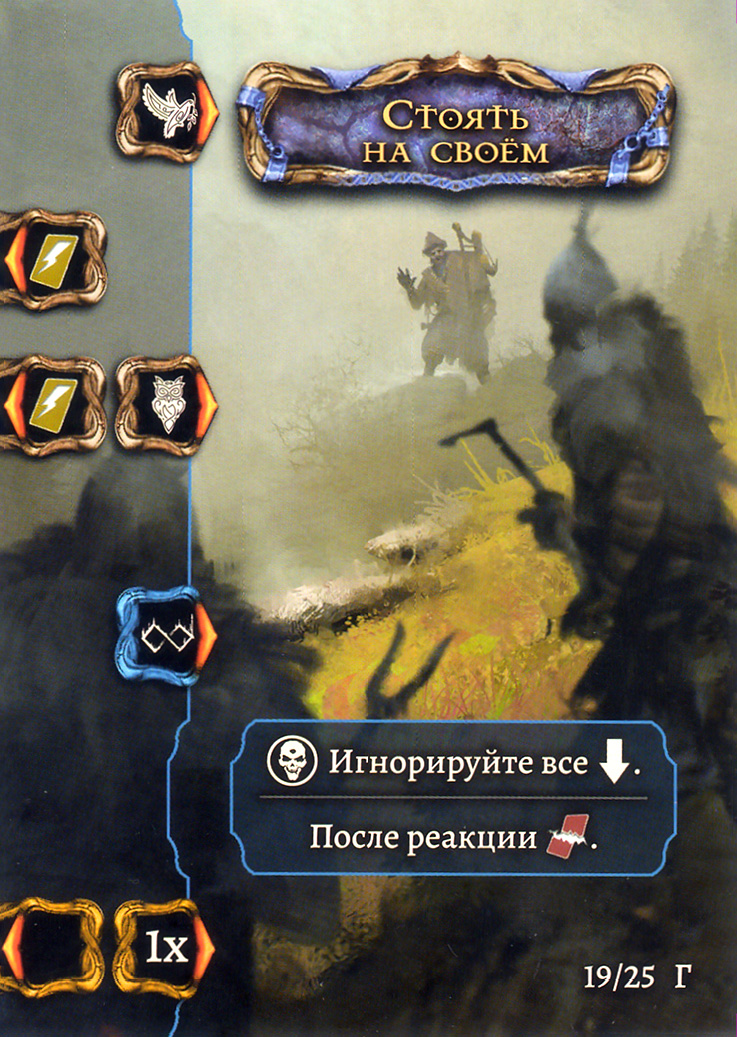 Стоять
на своём
Игнорируйте все .
После реакции .
1x
19/25 Г